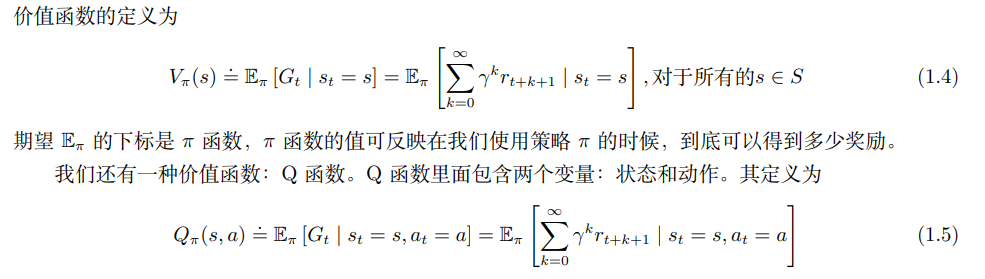 价值函数的定义为
$$V_\pi(s) \doteq \mathbb{E}_\pi\left[G_t \mid s_t = s\right] = \mathbb{E}_\pi\left[\sum_{k=0}^{\infty} \gamma^k r_{t+k+1} \mid s_t = s\right], \text{对于所有的} s \in S \qquad (1.4)$$
期望 $\mathbb{E}_\pi$ 的下标是 $\pi$ 函数，$\pi$ 函数的值可反映在我们使用策略 $\pi$ 的时候，到底可以得到多少奖励。
我们还有一种价值函数：Q 函数。Q 函数里面包含两个变量：状态和动作。其定义为
$$Q_\pi(s, a) \doteq \mathbb{E}_\pi\left[G_t \mid s_t = s, a_t = a\right] = \mathbb{E}_\pi\left[\sum_{k=0}^{\infty} \gamma^k r_{t+k+1} \mid s_t = s, a_t = a\right] \qquad (1.5)$$